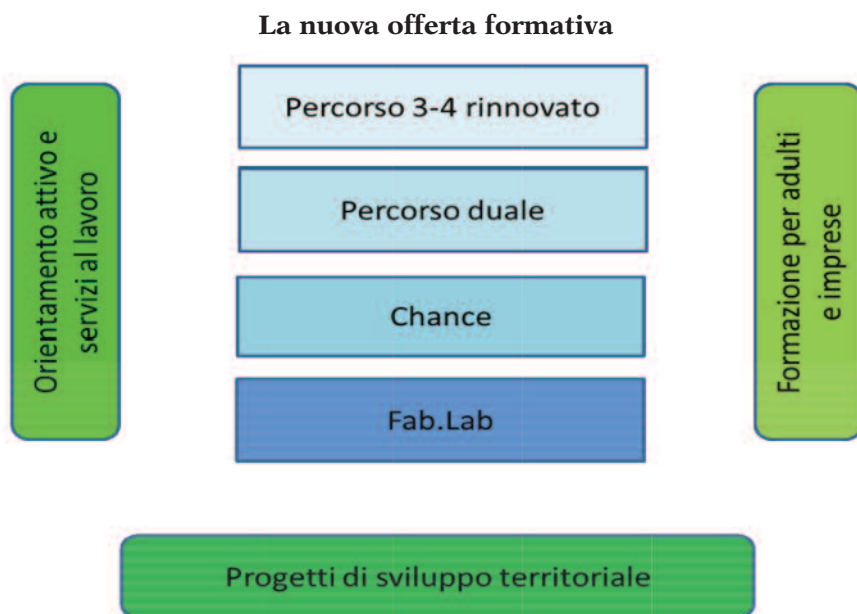 La nuova offerta formativa
Orientamento attivo e
servizi al lavoro
Percorso 3-4 rinnovato
Percorso duale
Chance
Fab.Lab
Formazione per adulti
e imprese
Progetti di sviluppo territoriale